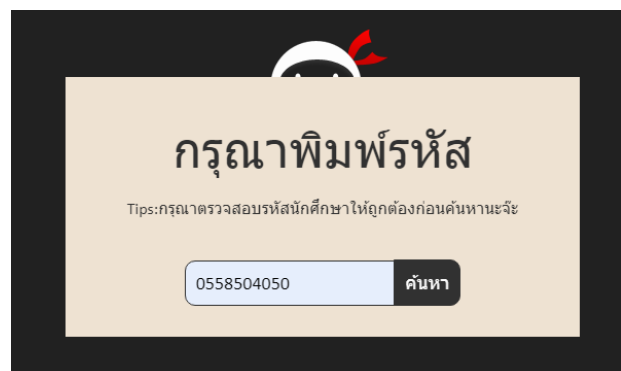 กรุณาพิมพ์รหัส
Tips:กรุณาตรวจสอบรหัสนักศึกษาให้ถูกต้องก่อนค้นหานะจ๊ะ
0558504050 ค้นหา